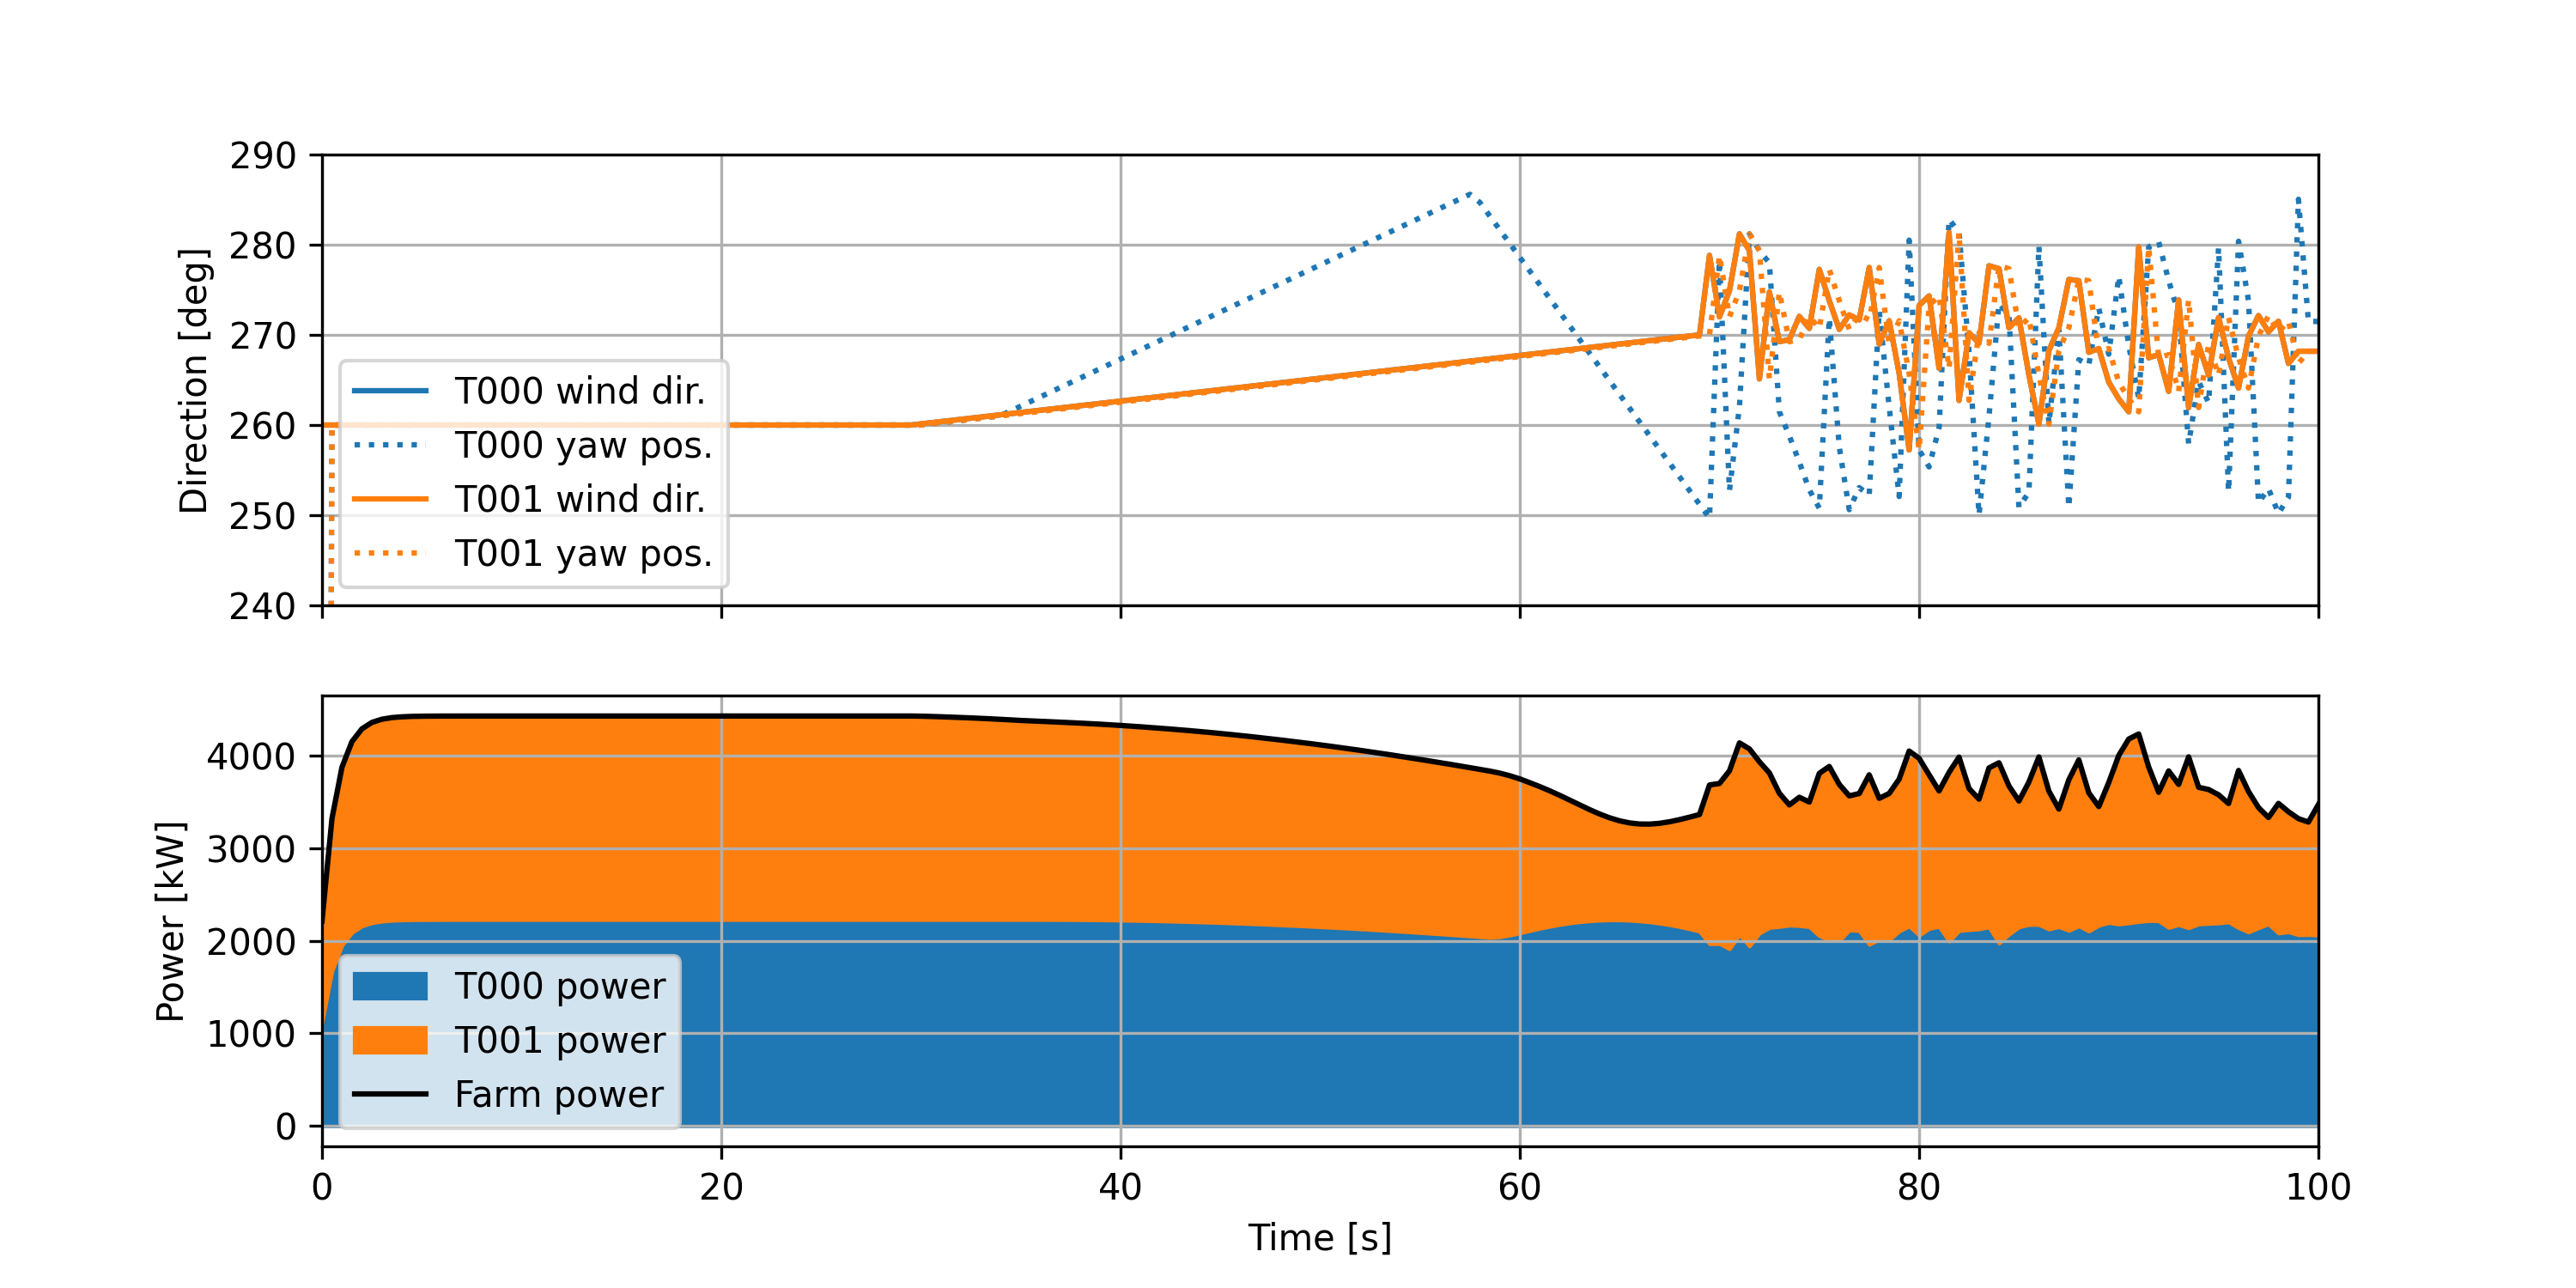 290
280
270
260
250
240
Direction [deg]
T000 wind dir.
T000 yaw pos.
T001 wind dir.
T001 yaw pos.
4000
3000
2000
1000
0
Power [kW]
T000 power
T001 power
Farm power
0 20 40 60 80 100
Time [s]